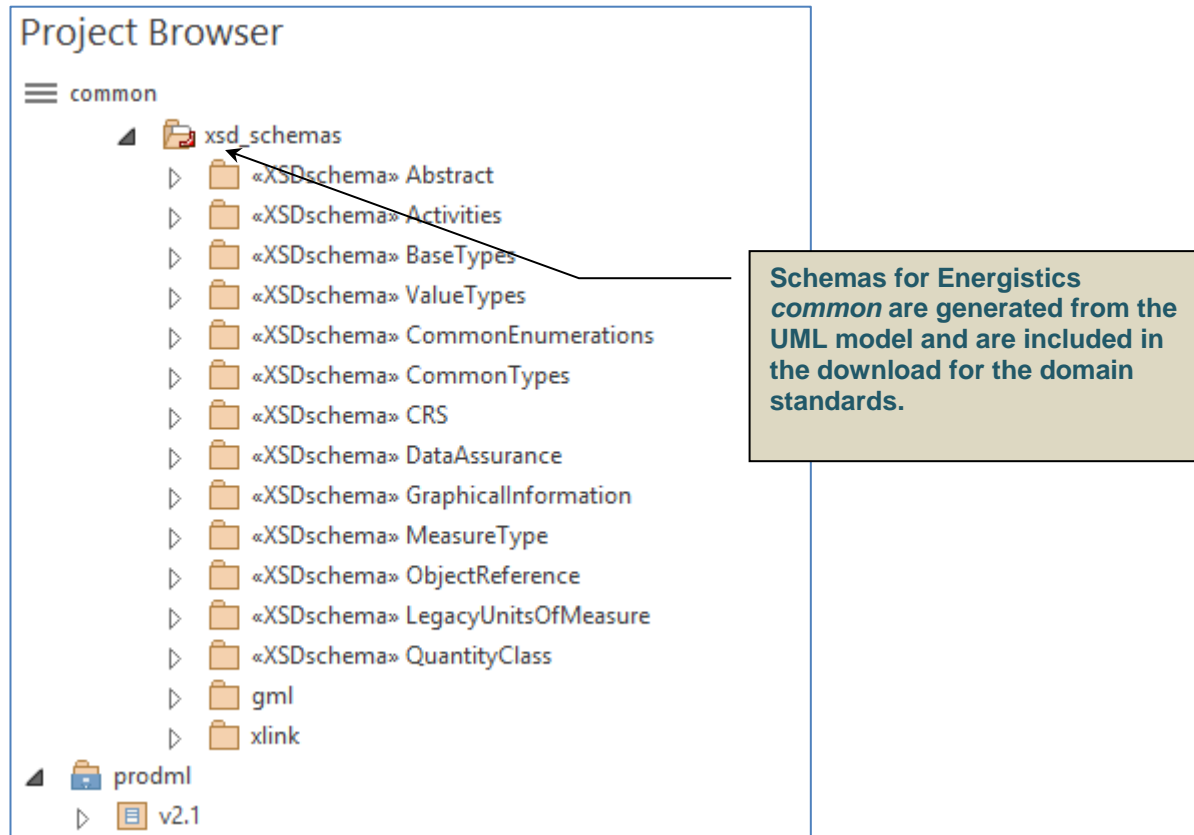 Project Browser
common
xsd_schemas
«XSDschema» Abstract
«XSDschema» Activities
«XSDschema» BaseTypes
«XSDschema» ValueTypes
«XSDschema» CommonEnumerations
«XSDschema» CommonTypes
«XSDschema» CRS
«XSDschema» DataAssurance
«XSDschema» GraphicalInformation
«XSDschema» MeasureType
«XSDschema» ObjectReference
«XSDschema» LegacyUnitsOfMeasure
«XSDschema» QuantityClass
gml
xlink
prodml
v2.1
Schemas for Energistics
common are generated from the
UML model and are included in
the download for the domain
standards.